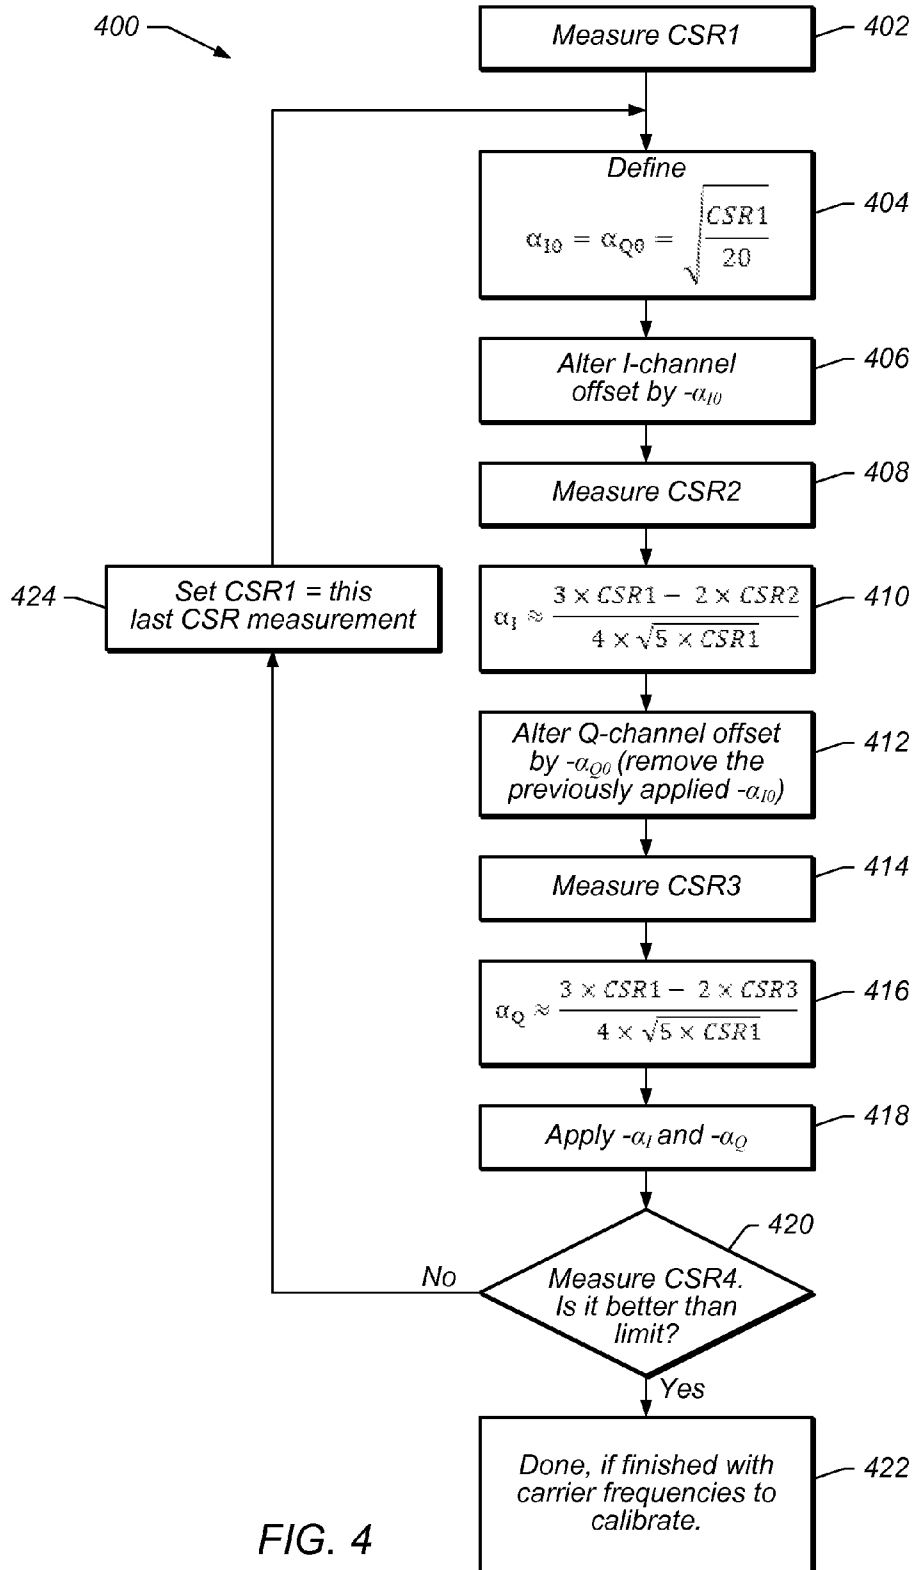 400
Measure CSR1
402
Define
α_I0 = α_Q0 = √(CSR1/20)
404
Alter I-channel
offset by -α_I0
406
Measure CSR2
408
α_I ≈ (3 × CSR1 − 2 × CSR2)/(4 × √(5 × CSR1))
410
Alter Q-channel offset
by -α_Q0 (remove the
previously applied -α_I0)
412
Measure CSR3
414
α_Q ≈ (3 × CSR1 − 2 × CSR3)/(4 × √(5 × CSR1))
416
Apply -α_I and -α_Q
418
Measure CSR4.
Is it better than
limit?
420
No
424
Set CSR1 = this
last CSR measurement
Yes
Done, if finished with
carrier frequencies to
calibrate.
422
FIG. 4